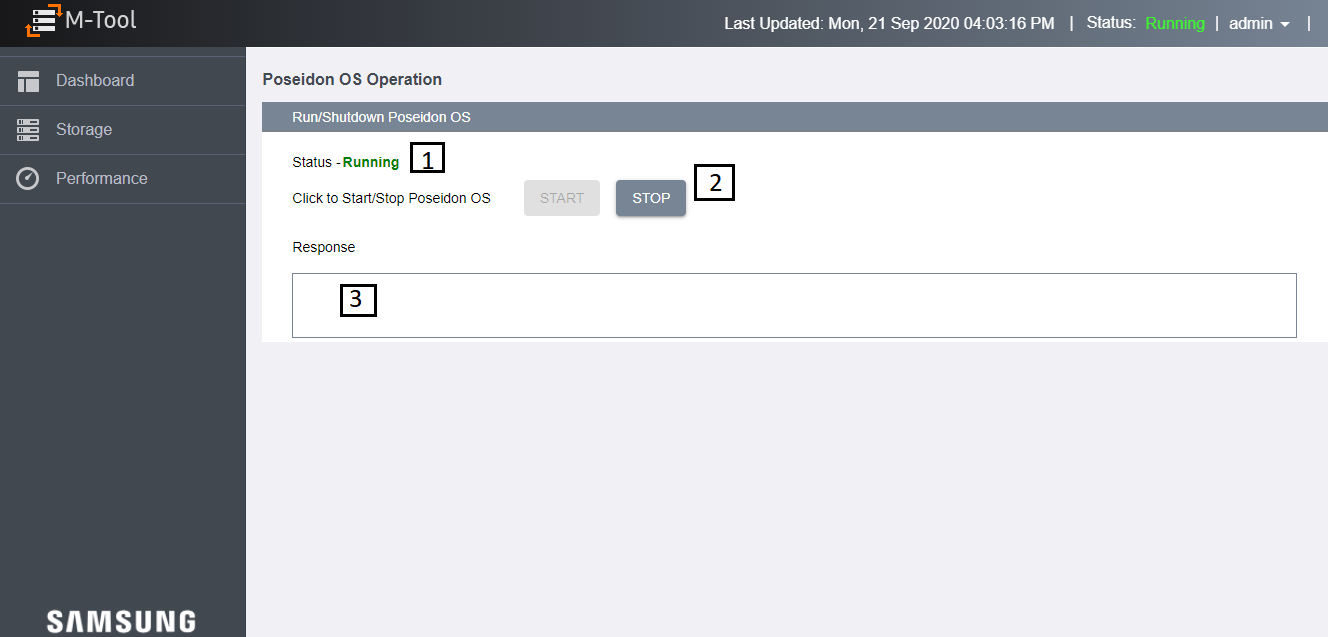 M-Tool
Last Updated: Mon, 21 Sep 2020 04:03:16 PM | Status: Running | admin |
Dashboard
Storage
Performance
SAMSUNG
Poseidon OS Operation
Run/Shutdown Poseidon OS
Status - Running 1
Click to Start/Stop Poseidon OS START STOP 2
Response
3